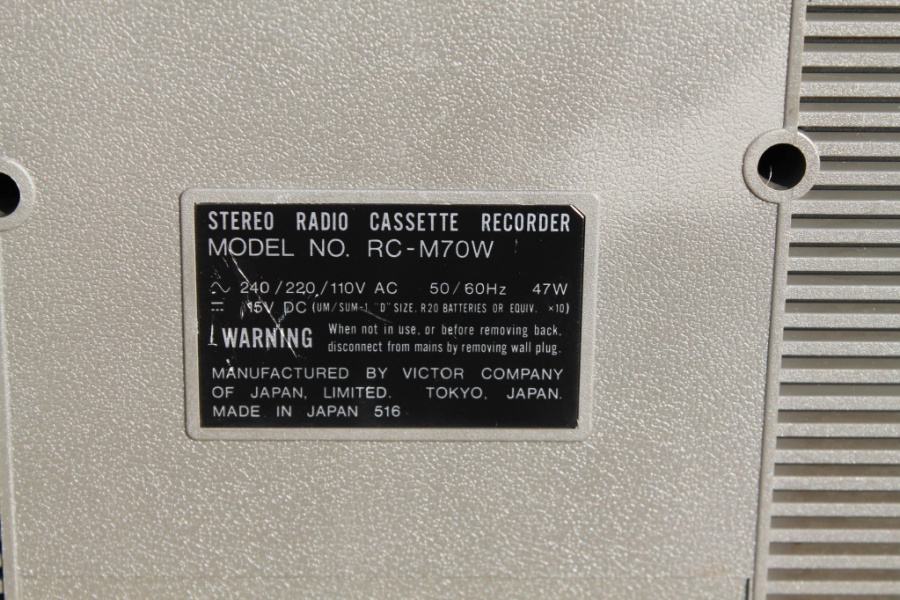 STEREO RADIO CASSETTE RECORDER
MODEL NO. RC-M70W
240/220/110V AC 50/60Hz 47W
15V DC (UM/SUM-1, "D" SIZE, R20 BATTERIES OR EQUIV. ×10)
WARNING When not in use, or before removing back,
disconnect from mains by removing wall plug.
MANUFACTURED BY VICTOR COMPANY
OF JAPAN, LIMITED. TOKYO, JAPAN.
MADE IN JAPAN 516